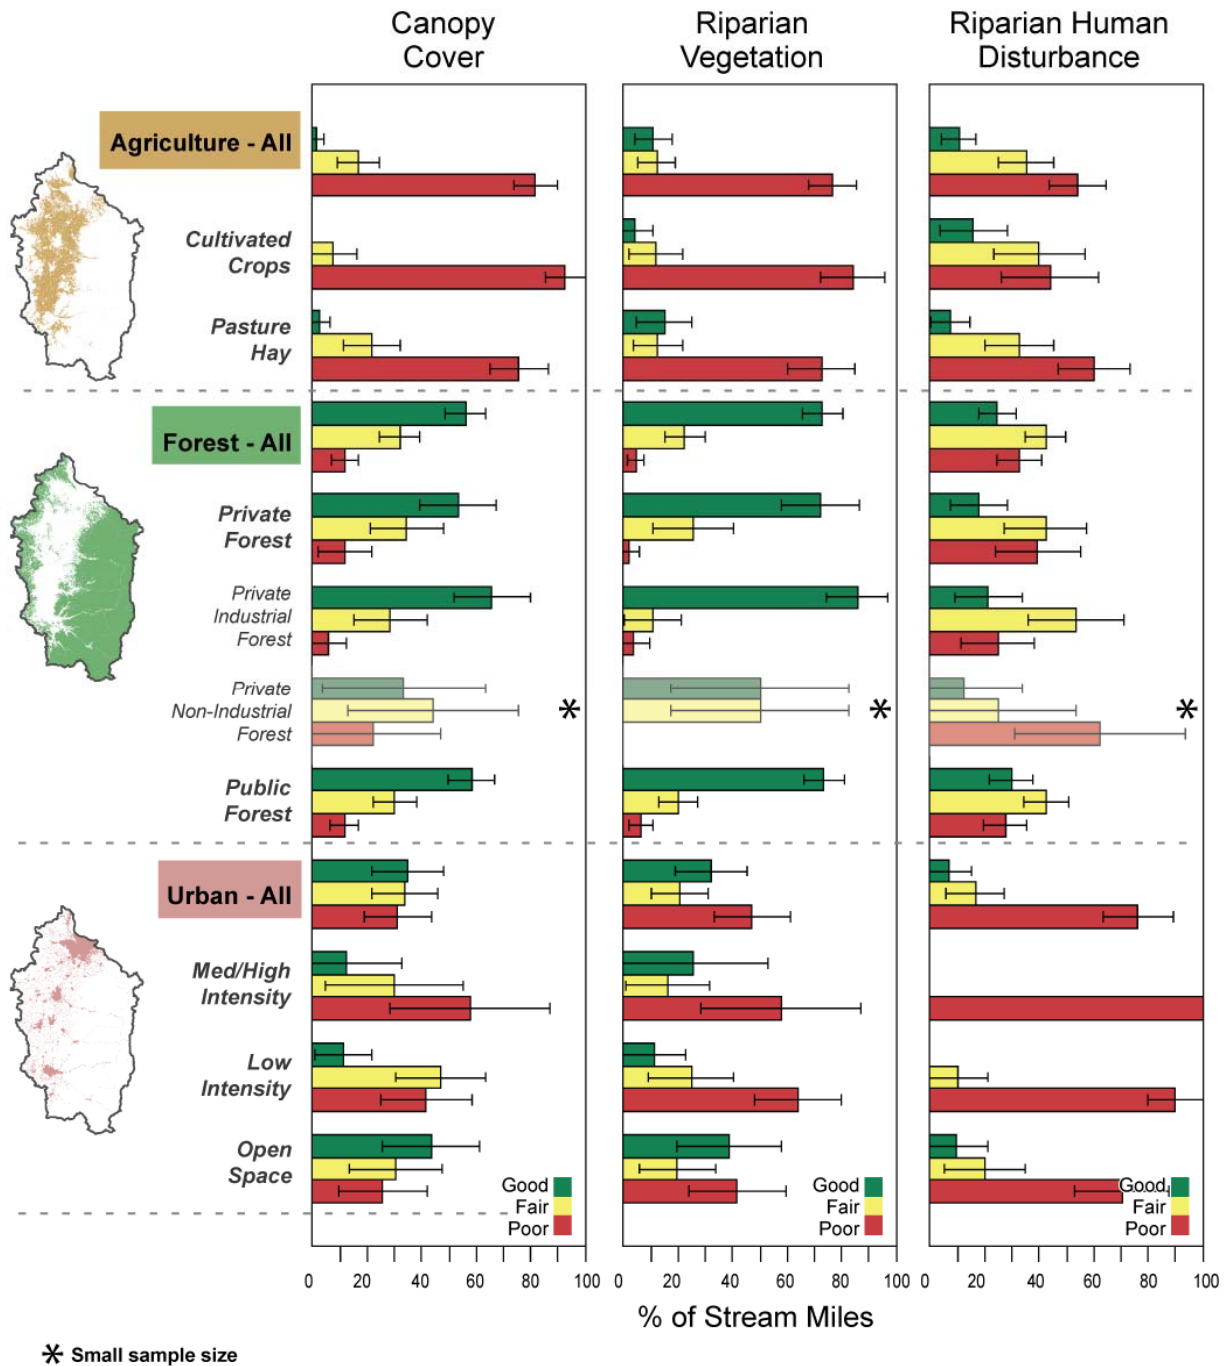 Canopy
Cover
Riparian
Vegetation
Riparian Human
Disturbance
Agriculture - All
Cultivated
Crops
Pasture
Hay
Forest - All
Private
Forest
Private
Industrial
Forest
Private
Non-Industrial
Forest
*
*
*
Public
Forest
Urban - All
Med/High
Intensity
Low
Intensity
Open
Space
Good
Fair
Poor
Good
Fair
Poor
Good
Fair
Poor
0 20 40 60 80 100
0 20 40 60 80 100
0 20 40 60 80 100
% of Stream Miles
* Small sample size